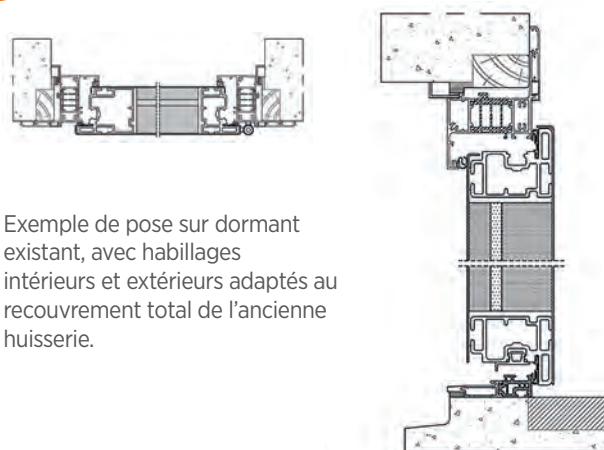 Exemple de pose sur dormant
existant, avec habillages
intérieurs et extérieurs adaptés au
recouvrement total de l’ancienne
huisserie.